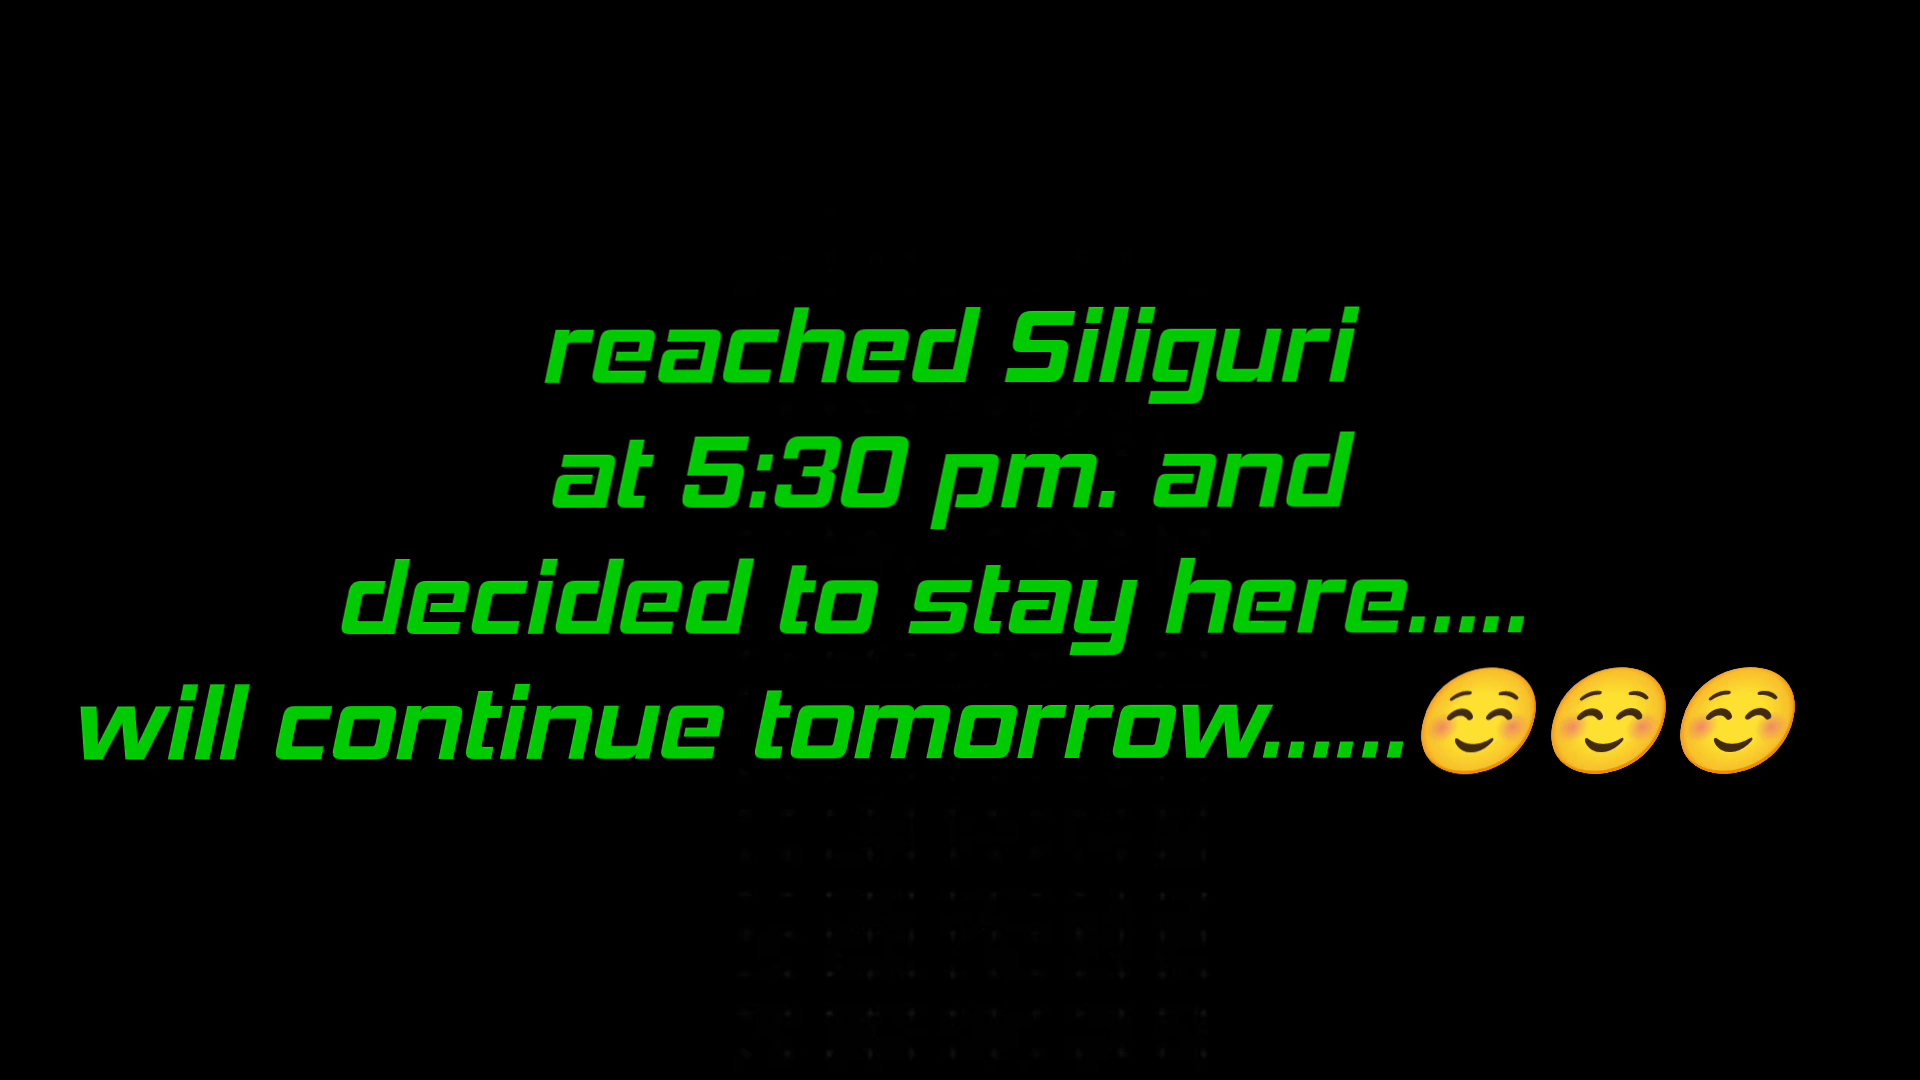 reached Siliguri
at 5:30 pm. and
decided to stay here.....
will continue tomorrow......☺️☺️☺️